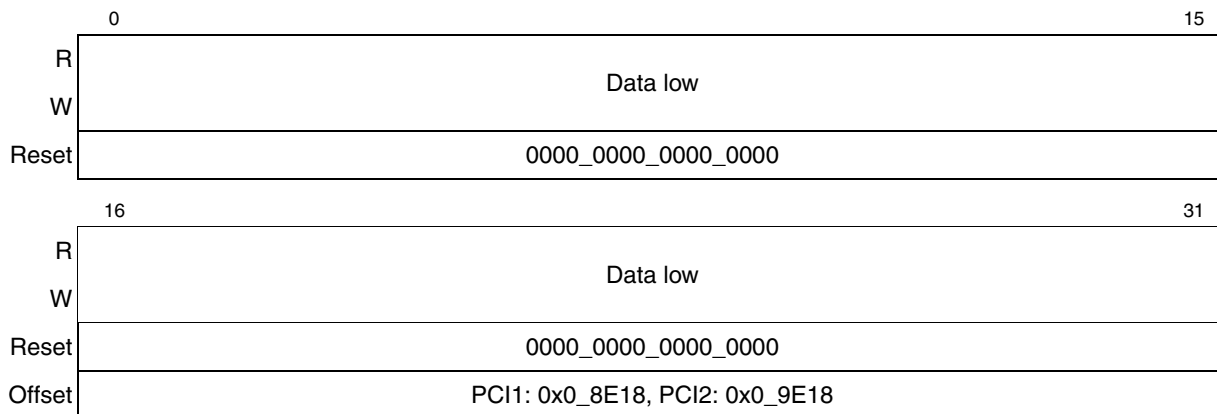 0 15
R
Data low
W
Reset 0000_0000_0000_0000
16 31
R
Data low
W
Reset 0000_0000_0000_0000
Offset PCI1: 0x0_8E18, PCI2: 0x0_9E18